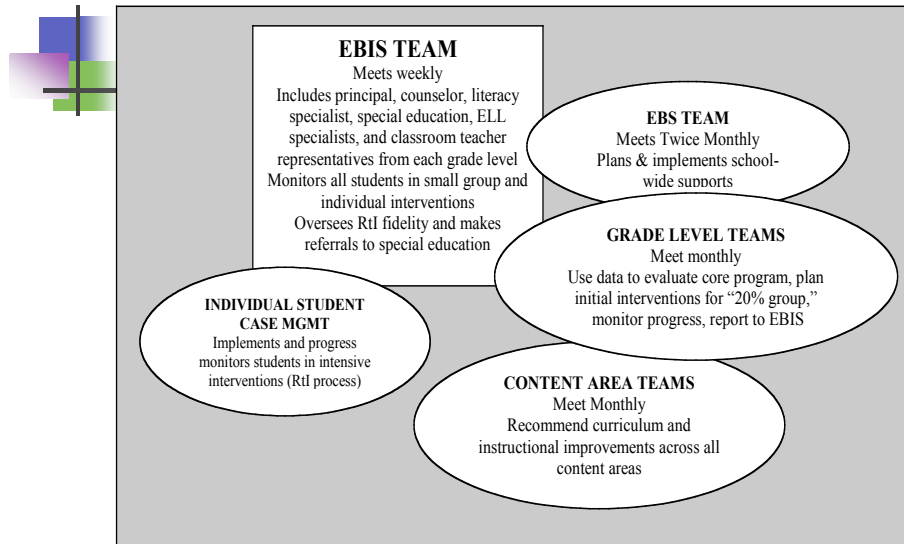 EBIS TEAM
Meets weekly
Includes principal, counselor, literacy
specialist, special education, ELL
specialists, and classroom teacher
representatives from each grade level
Monitors all students in small group and
individual interventions
Oversees RtI fidelity and makes
referrals to special education
EBS TEAM
Meets Twice Monthly
Plans & implements school-
wide supports
GRADE LEVEL TEAMS
Meet monthly
Use data to evaluate core program, plan
initial interventions for “20% group,”
monitor progress, report to EBIS
INDIVIDUAL STUDENT
CASE MGMT
Implements and progress
monitors students in intensive
interventions (RtI process)
CONTENT AREA TEAMS
Meet Monthly
Recommend curriculum and
instructional improvements across all
content areas